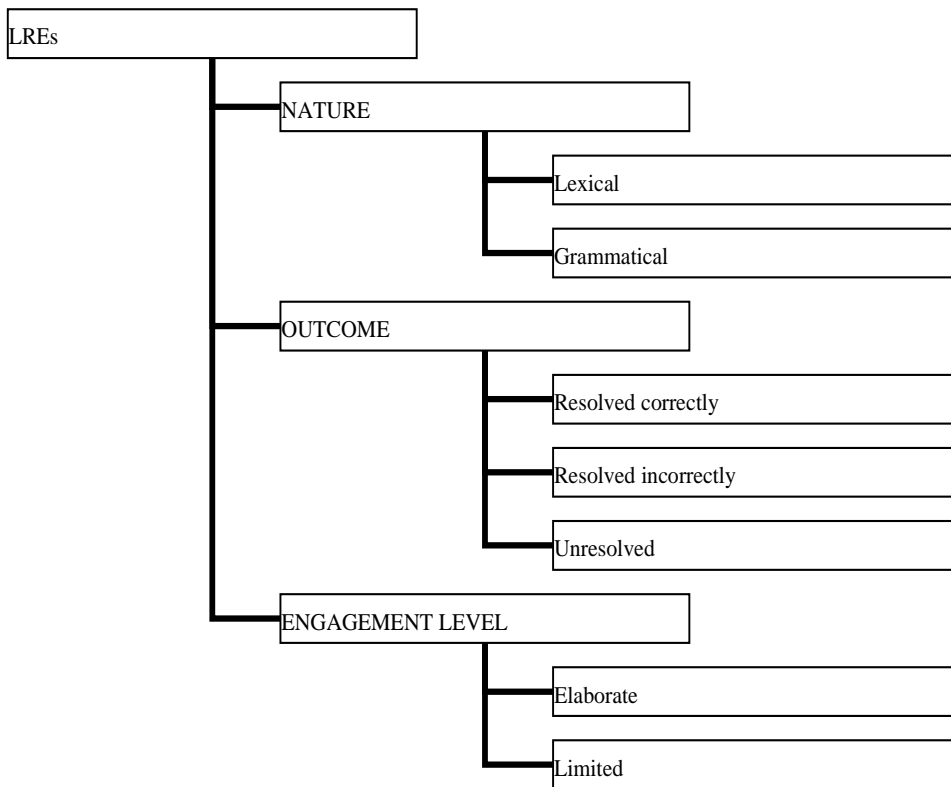 LREs
NATURE
Lexical
Grammatical
OUTCOME
Resolved correctly
Resolved incorrectly
Unresolved
ENGAGEMENT LEVEL
Elaborate
Limited